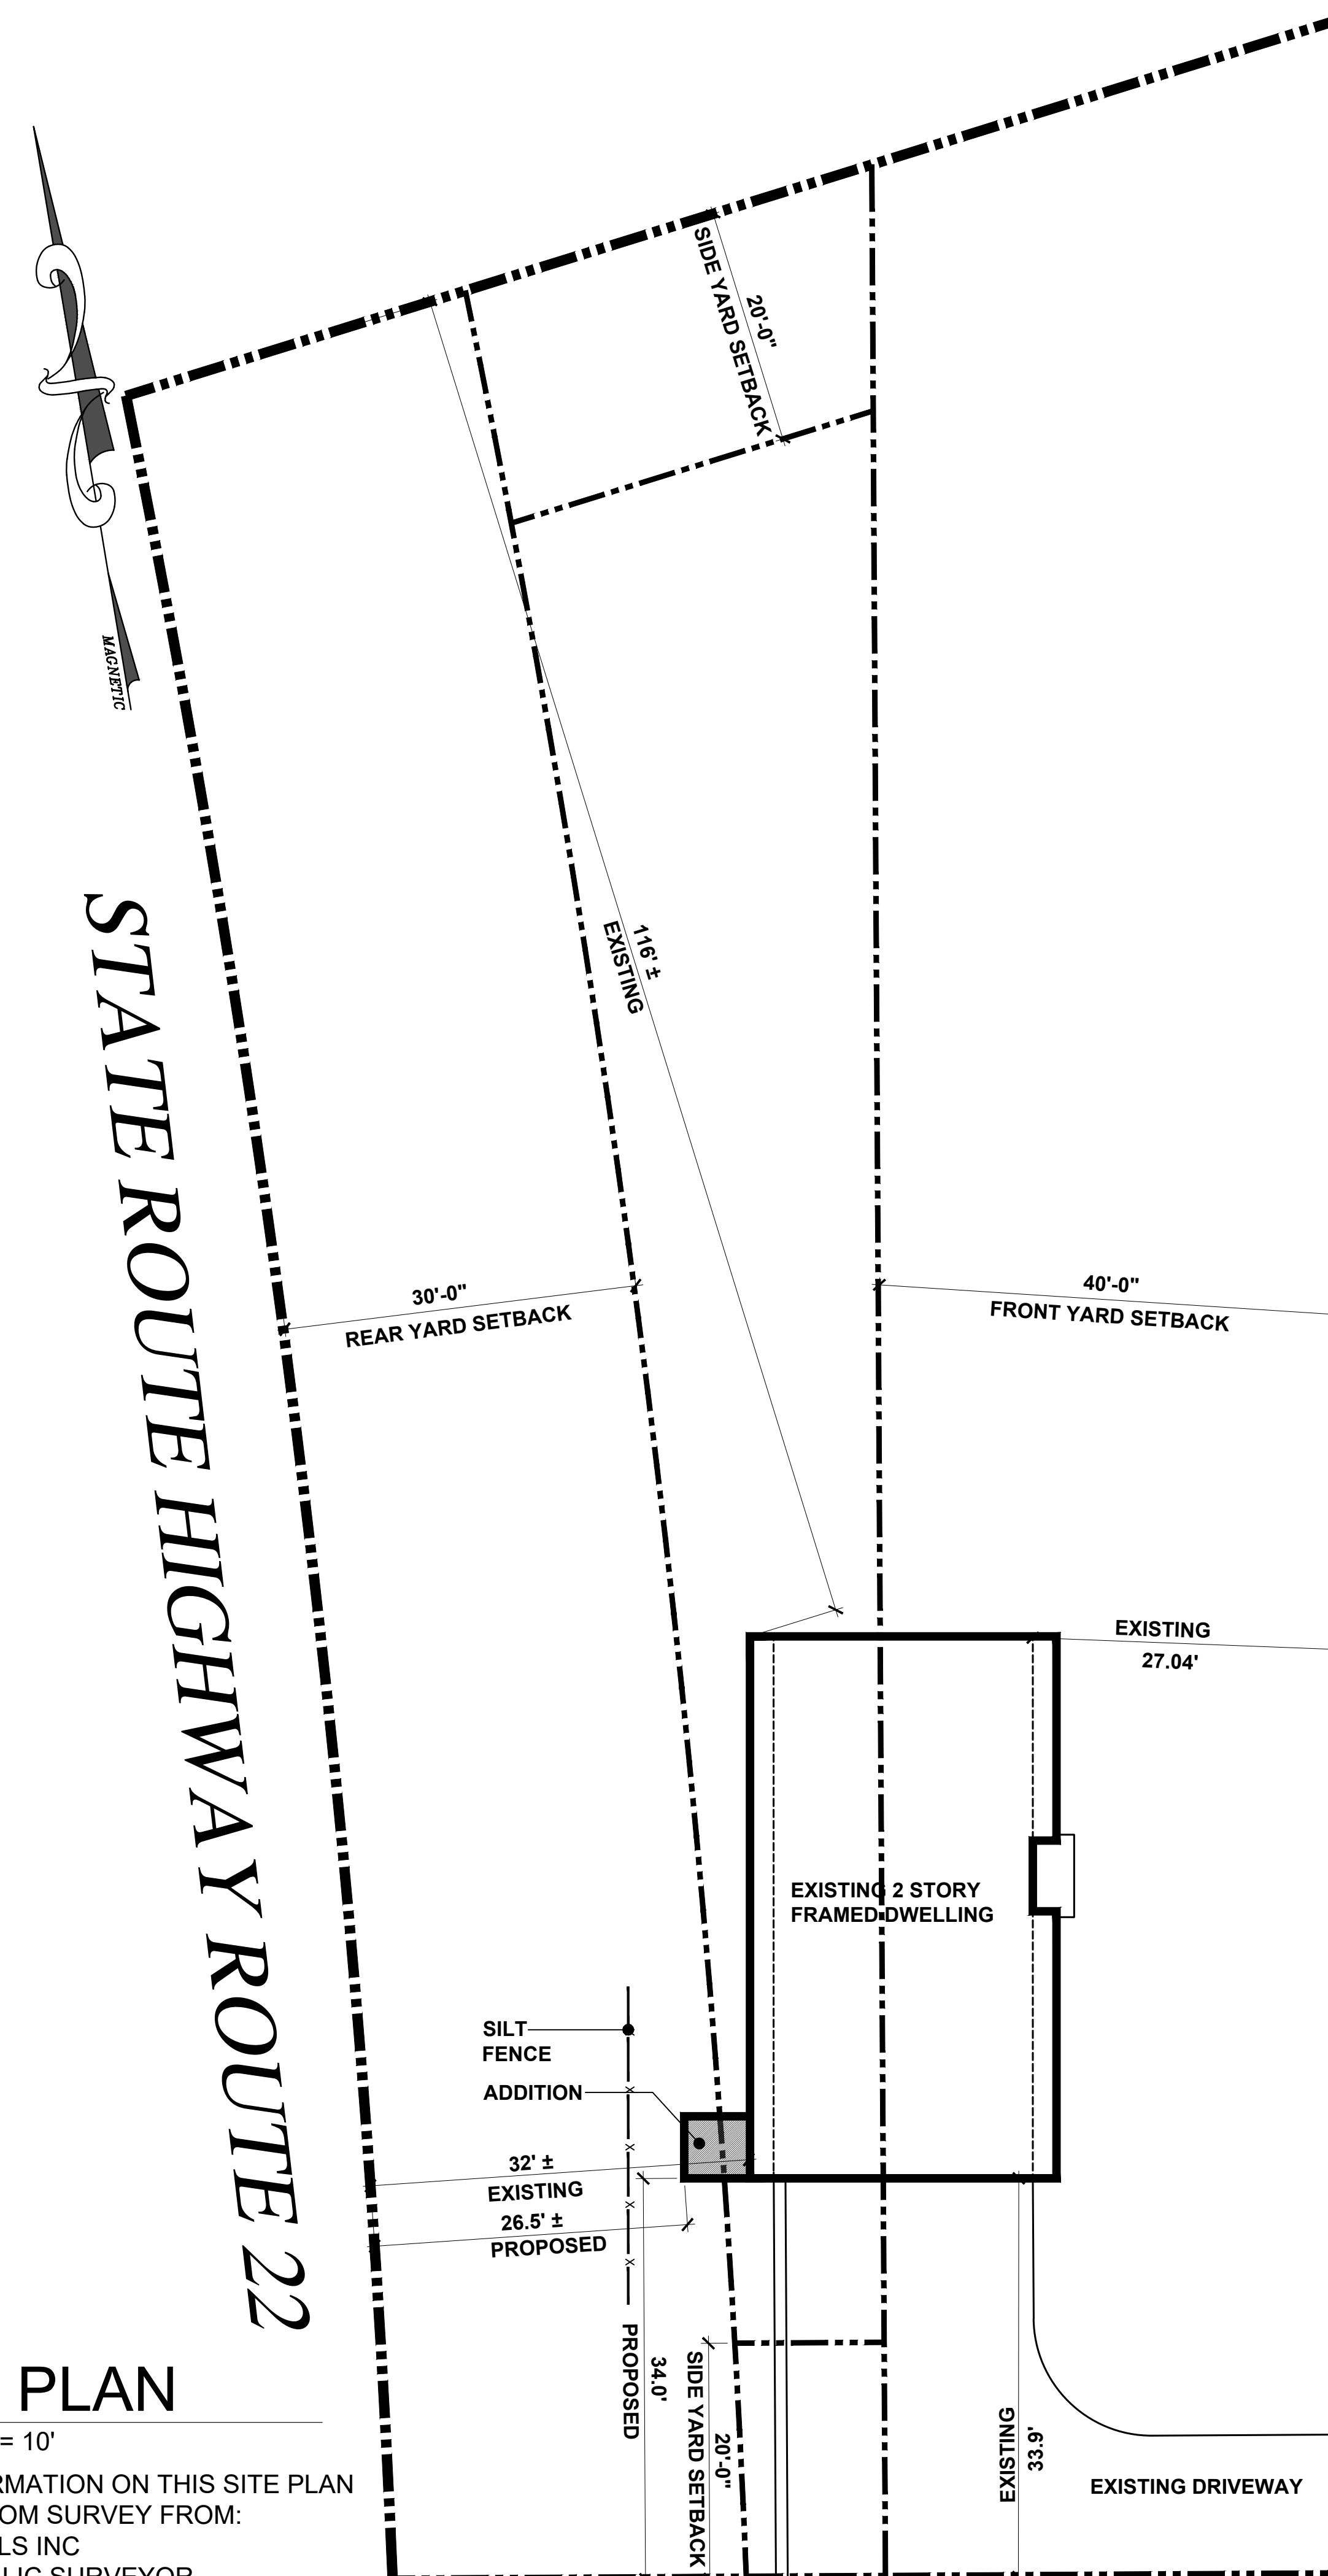 SIDE YARD SETBACK
20'-0"
MAGNETIC
STATE ROUTE HIGHWAY ROUTE 22
116' ±
EXISTING
30'-0"
REAR YARD SETBACK
40'-0"
FRONT YARD SETBACK
EXISTING
27.04'
EXISTING 2 STORY
FRAMED DWELLING
SILT
FENCE
ADDITION
32' ±
EXISTING
26.5' ±
PROPOSED
PROPOSED
34.0'
SIDE YARD SETBACK
20'-0"
EXISTING
33.9'
EXISTING DRIVEWAY
PLAN
= 10'
RMATION ON THIS SITE PLAN
OM SURVEY FROM:
LS INC
LIC SURVEYOR